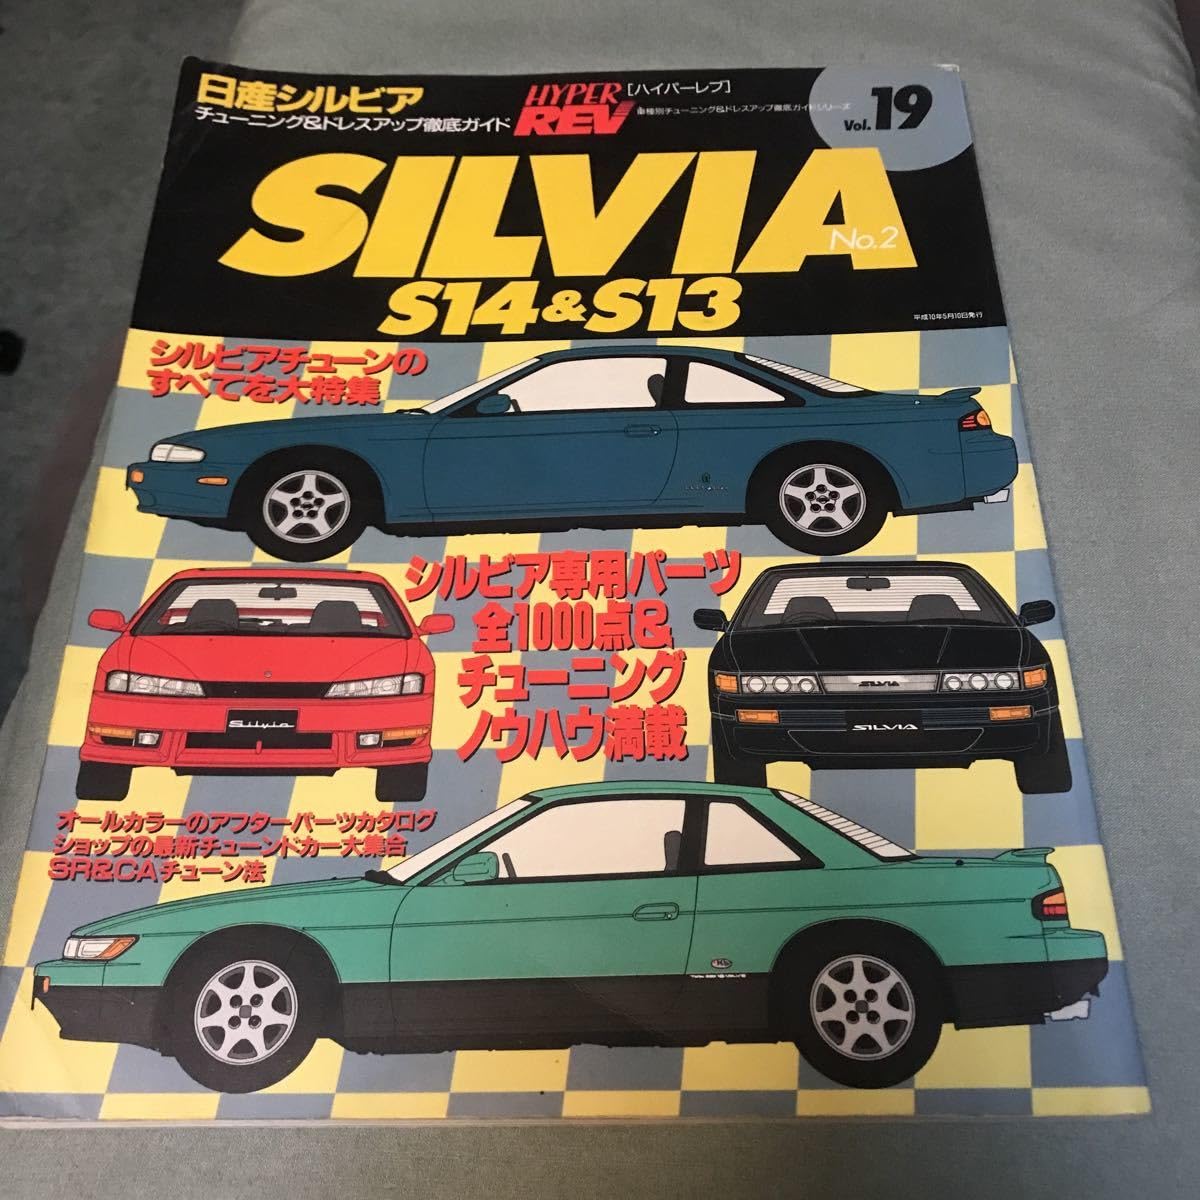 日産シルビア
チューニング&ドレスアップ徹底ガイド
HYPER
REV
[ハイパーレブ]
車種別チューニング&ドレスアップ徹底ガイドシリーズ
Vol.19
SILVIA
No.2
S14&S13
平成10年5月10日発行
シルビアチューンの
すべてを大特集
シルビア専用パーツ
全1000点&
チューニング
ノウハウ満載
Silvia
SILVIA
SILVIA
オールカラーのアフターパーツカタログ
ショップの最新チューンドカー大集合
SR&CAチューン法